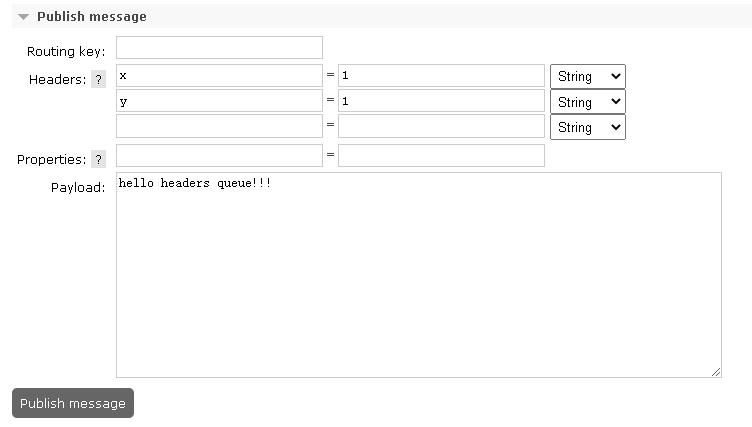 Publish message
Routing key:
Headers: ? x = 1 String
y = 1 String
= String
Properties: ? =
Payload: hello headers queue!!!
Publish message